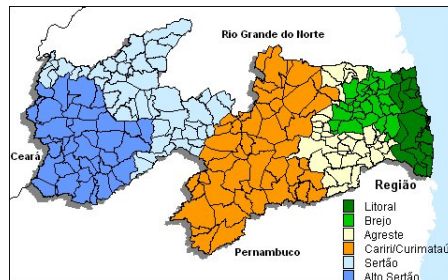 Rio Grande do Norte
Ceará
Pernambuco
Região
Litoral
Brejo
Agreste
Cariri/Curimataú
Sertão
Alto Sertão